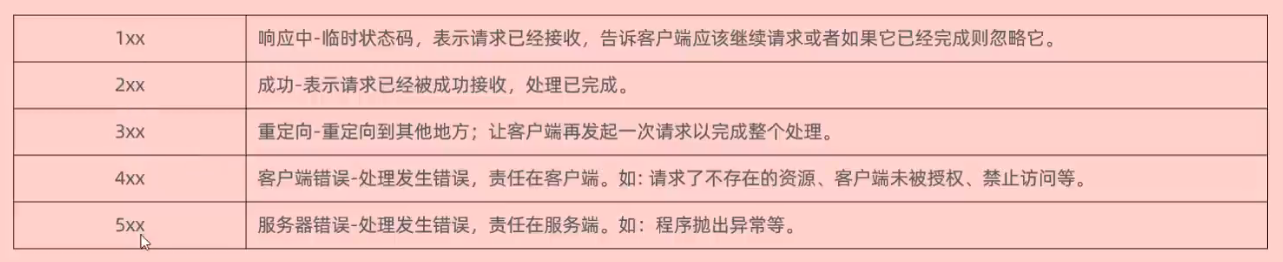 1xx 响应中-临时状态码，表示请求已经接收，告诉客户端应该继续请求或者如果它已经完成则忽略它。
2xx 成功-表示请求已经被成功接收，处理已完成。
3xx 重定向-重定向到其他地方；让客户端再发起一次请求以完成整个处理。
4xx 客户端错误-处理发生错误，责任在客户端。如：请求了不存在的资源、客户端未被授权、禁止访问等。
5xx 服务器错误-处理发生错误，责任在服务端。如：程序抛出异常等。